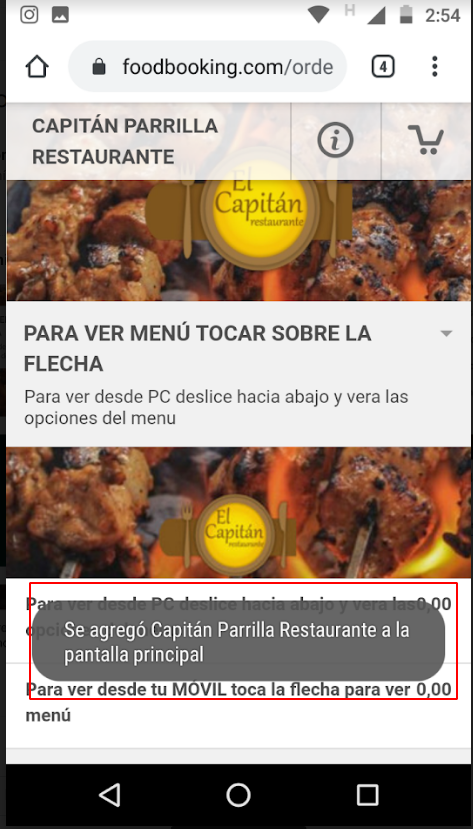 H 2:54
foodbooking.com/orde
4
CAPITÁN PARRILLA
RESTAURANTE
El
Capitán
restaurante
PARA VER MENÚ TOCAR SOBRE LA
FLECHA
Para ver desde PC deslice hacia abajo y vera las
opciones del menu
El
Capitán
restaurante
Para ver desde PC deslice hacia abajo y vera las 0,00
Se agregó Capitán Parrilla Restaurante a la
pantalla principal
Para ver desde tu MÓVIL toca la flecha para ver 0,00
menú